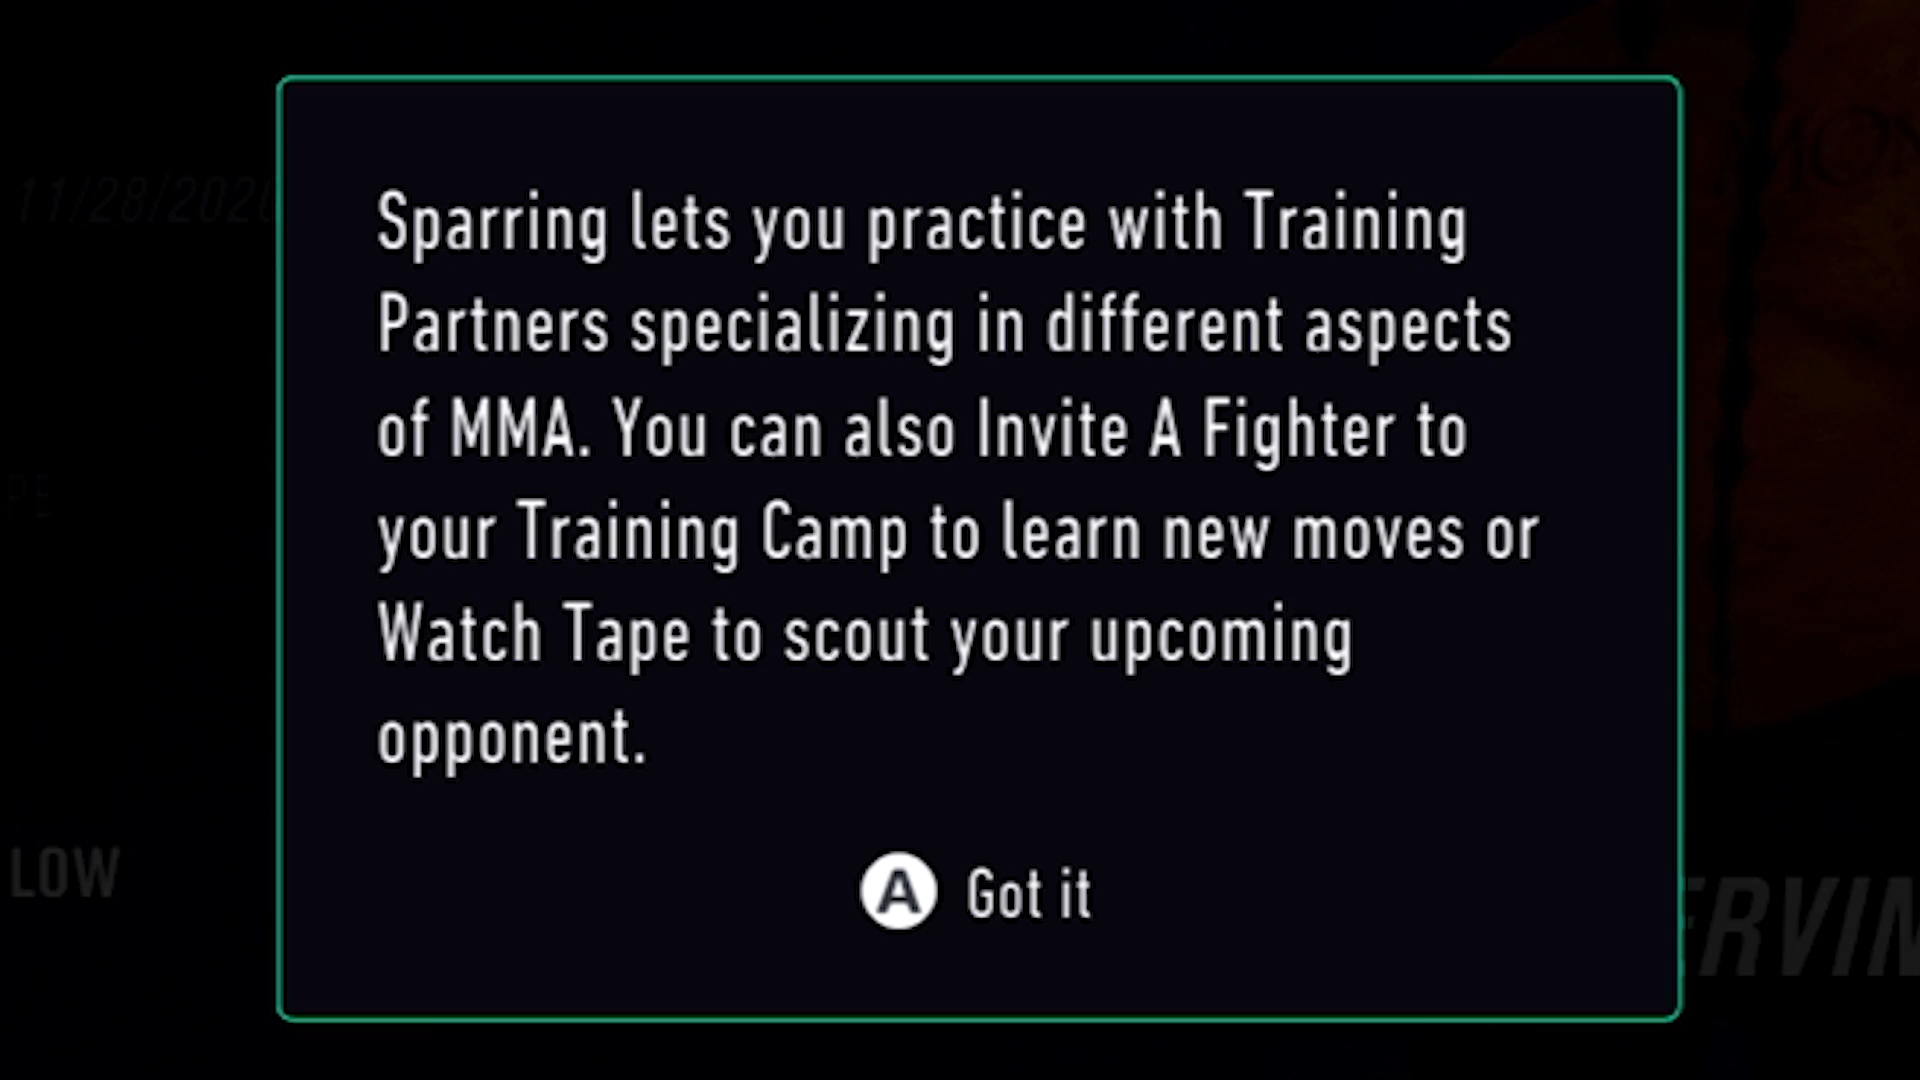 Sparring lets you practice with Training
Partners specializing in different aspects
of MMA. You can also Invite A Fighter to
your Training Camp to learn new moves or
Watch Tape to scout your upcoming
opponent.
A Got it
LOW